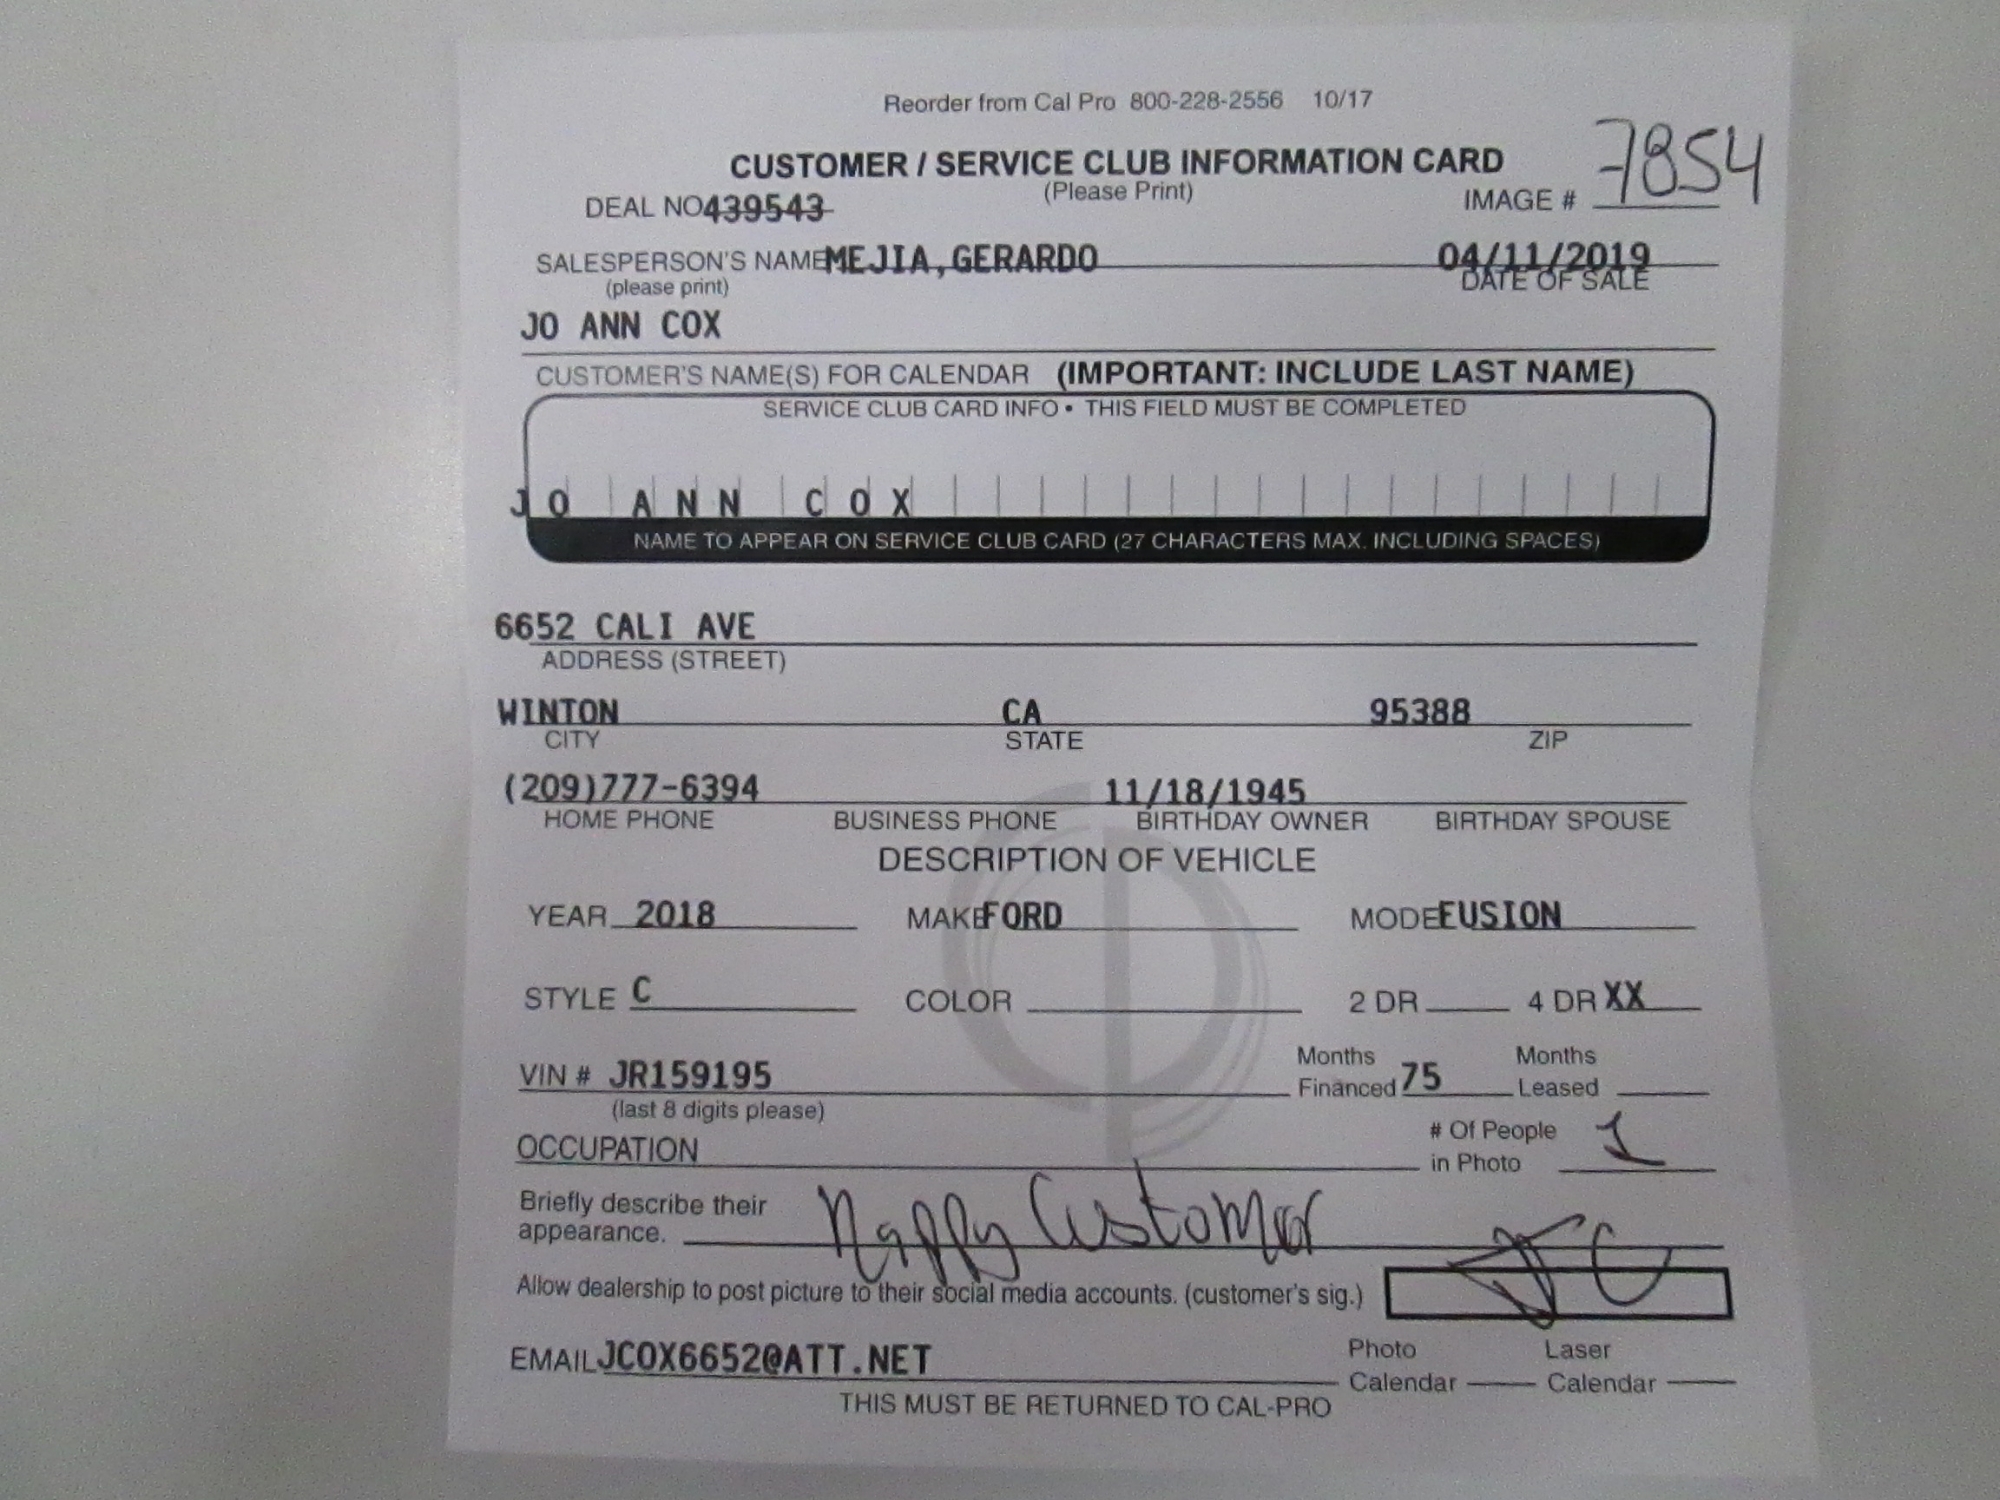 Reorder from Cal Pro 800-228-2556 10/17
CUSTOMER / SERVICE CLUB INFORMATION CARD
(Please Print)
DEAL NO 439543 IMAGE # 7854
SALESPERSON'S NAME MEJIA,GERARDO 04/11/2019
(please print) DATE OF SALE
JO ANN COX
CUSTOMER'S NAME(S) FOR CALENDAR (IMPORTANT: INCLUDE LAST NAME)
SERVICE CLUB CARD INFO • THIS FIELD MUST BE COMPLETED
JO ANN COX
NAME TO APPEAR ON SERVICE CLUB CARD (27 CHARACTERS MAX. INCLUDING SPACES)
6652 CALI AVE
ADDRESS (STREET)
WINTON CA 95388
CITY STATE ZIP
(209)777-6394 11/18/1945
HOME PHONE BUSINESS PHONE BIRTHDAY OWNER BIRTHDAY SPOUSE
DESCRIPTION OF VEHICLE
YEAR 2018 MAKE FORD MODEL FUSION
STYLE C COLOR 2 DR 4 DR XX
VIN # JR159195 Months Financed 75 Months Leased
(last 8 digits please)
OCCUPATION # Of People in Photo 1
Briefly describe their
appearance. Happy Customer
Allow dealership to post picture to their social media accounts. (customer's sig.) JC
EMAIL JCOX6652@ATT.NET Photo Calendar Laser Calendar
THIS MUST BE RETURNED TO CAL-PRO